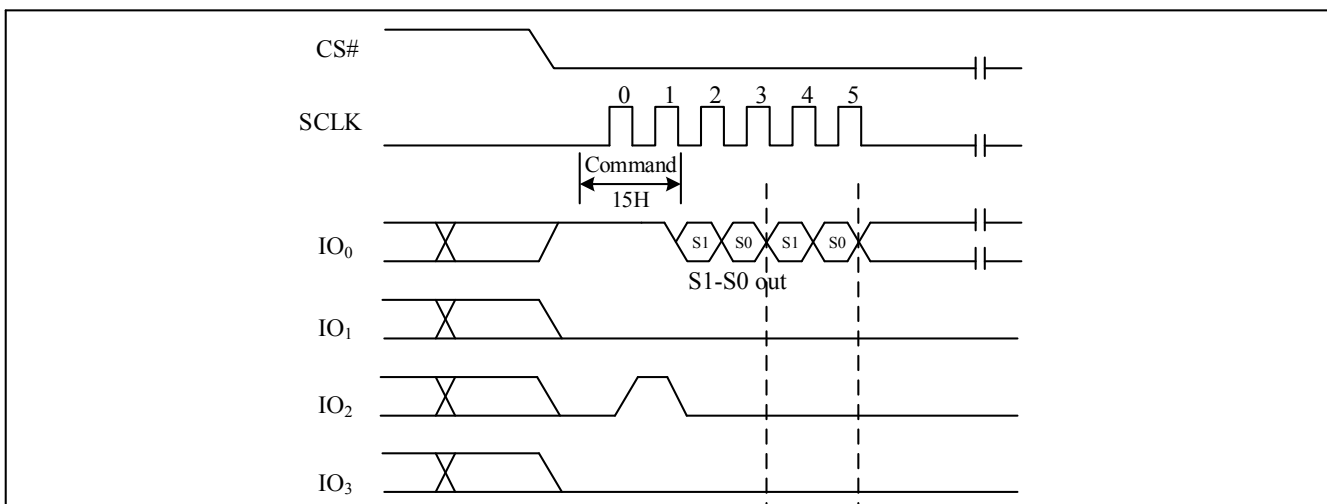 CS#
0 1 2 3 4 5
SCLK
Command
15H
IO0
S1 S0 S1 S0
S1-S0 out
IO1
IO2
IO3